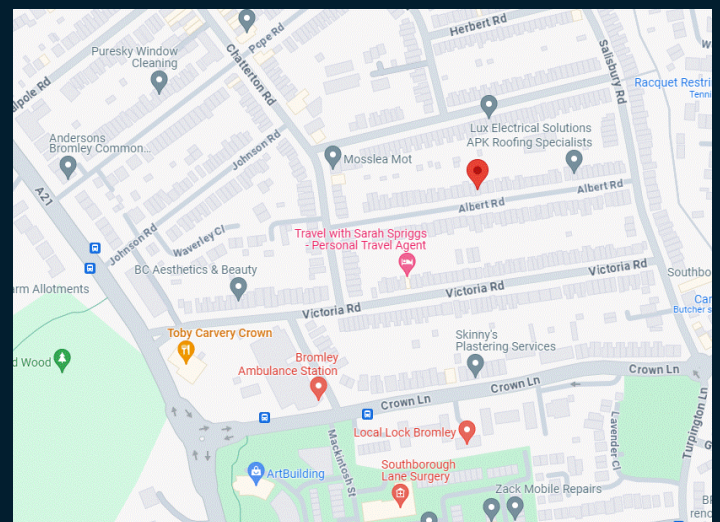 Herbert Rd
Pope Rd
Chatterton Rd
Salisbury Rd
Puresky Window
Cleaning
Racquet Restri
Tenni
Andersons
Bromley Common...
Johnson Rd
Mosslea Mot
Lux Electrical Solutions
APK Roofing Specialists
A21
Albert Rd
Albert Rd
Johnson Rd
Waverley Cl
Travel with Sarah Spriggs
- Personal Travel Agent
BC Aesthetics & Beauty
Victoria Rd
Victoria Rd
Victoria Rd
Southbo
arm Allotments
Car
Butcher s
Toby Carvery Crown
d Wood
Skinny's
Plastering Services
Bromley
Ambulance Station
Crown Ln
Crown Ln
Crown Ln
Turpington Ln
Lavender Cl
Mackintosh St
Local Lock Bromley
ArtBuilding
Southborough
Lane Surgery
Zack Mobile Repairs
renc